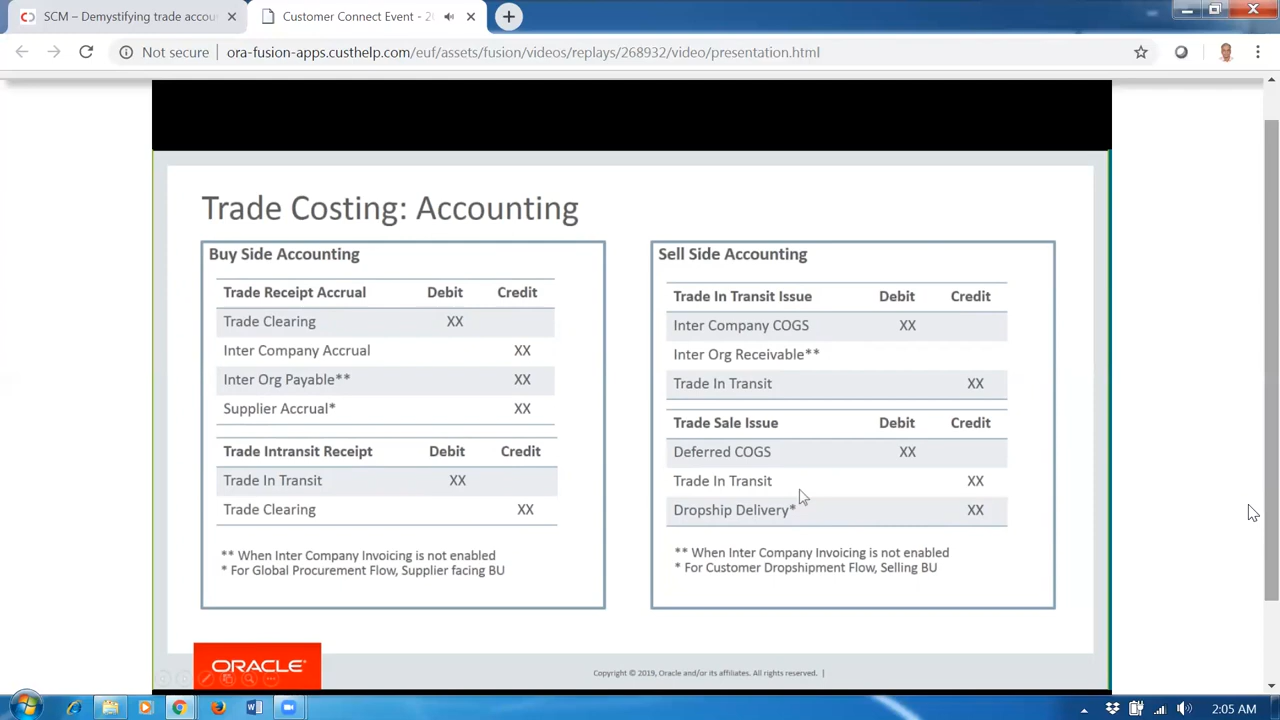 SCM – Demystifying trade accou
Customer Connect Event - 2
Not secure | ora-fusion-apps.custhelp.com/euf/assets/fusion/videos/replays/268932/video/presentation.html
Trade Costing: Accounting
Buy Side Accounting
Trade Receipt Accrual Debit Credit
Trade Clearing XX
Inter Company Accrual XX
Inter Org Payable** XX
Supplier Accrual* XX
Trade Intransit Receipt Debit Credit
Trade In Transit XX
Trade Clearing XX
** When Inter Company Invoicing is not enabled
* For Global Procurement Flow, Supplier facing BU
Sell Side Accounting
Trade In Transit Issue Debit Credit
Inter Company COGS XX
Inter Org Receivable**
Trade In Transit XX
Trade Sale Issue Debit Credit
Deferred COGS XX
Trade In Transit XX
Dropship Delivery* XX
** When Inter Company Invoicing is not enabled
* For Customer Dropshipment Flow, Selling BU
ORACLE
Copyright © 2019, Oracle and/or its affiliates. All rights reserved. |
2:05 AM